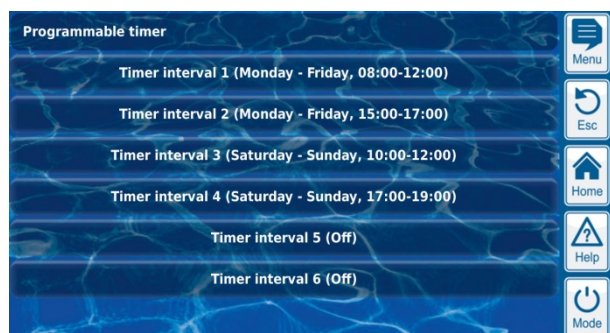 Programmable timer
Timer interval 1 (Monday - Friday, 08:00-12:00)
Timer interval 2 (Monday - Friday, 15:00-17:00)
Timer interval 3 (Saturday - Sunday, 10:00-12:00)
Timer interval 4 (Saturday - Sunday, 17:00-19:00)
Timer interval 5 (Off)
Timer interval 6 (Off)
Menu
Esc
Home
?
Help
Mode